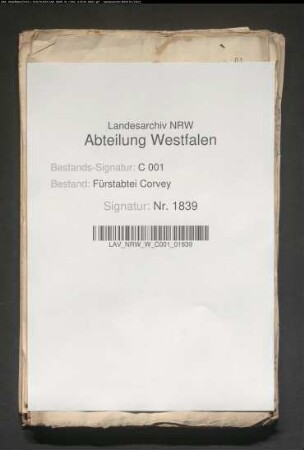 Landesarchiv NRW
Abteilung Westfalen
Bestands-Signatur: C 001
Bestand: Fürstabtei Corvey
Signatur: Nr. 1839
LAV_NRW_W_C001_01839